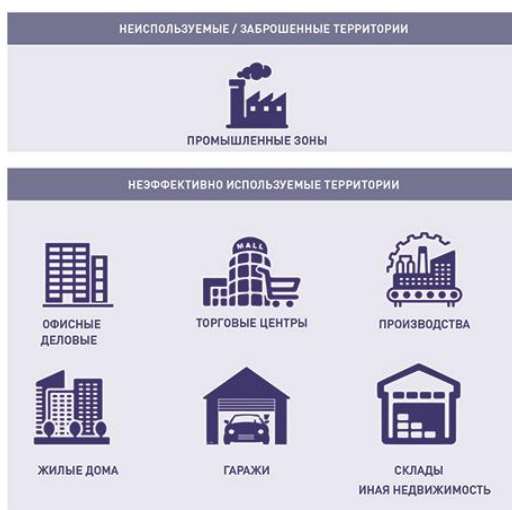 НЕИСПОЛЬЗУЕМЫЕ / ЗАБРОШЕННЫЕ ТЕРРИТОРИИ
ПРОМЫШЛЕННЫЕ ЗОНЫ
НЕЭФФЕКТИВНО ИСПОЛЬЗУЕМЫЕ ТЕРРИТОРИИ
MALL
ОФИСНЫЕ
ДЕЛОВЫЕ
ТОРГОВЫЕ ЦЕНТРЫ
ПРОИЗВОДСТВА
ЖИЛЫЕ ДОМА
ГАРАЖИ
СКЛАДЫ
ИНАЯ НЕДВИЖИМОСТЬ